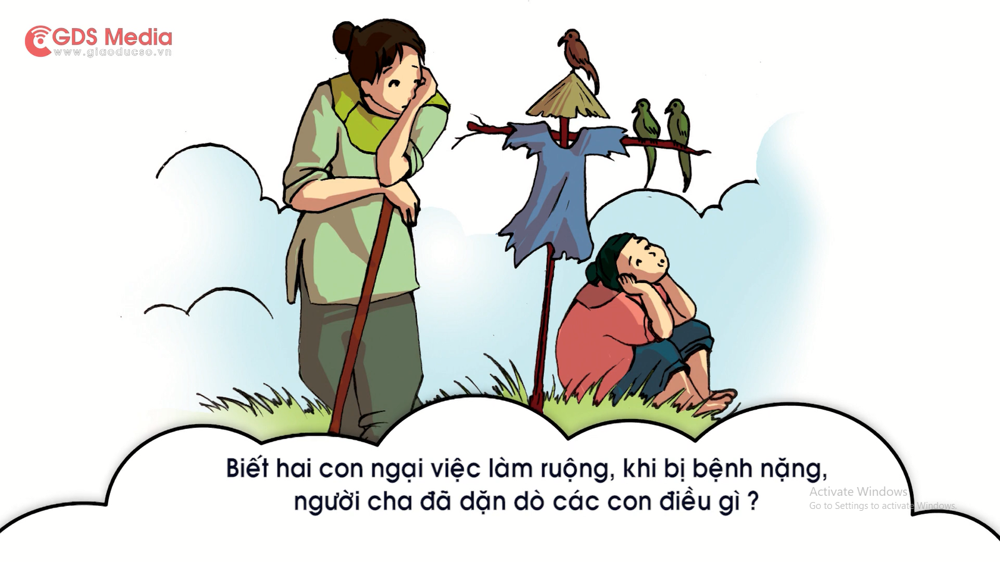 GDS Media
www.giaoducso.vn
Biết hai con ngại việc làm ruộng, khi bị bệnh nặng,
người cha đã dặn dò các con điều gì ?
Activate Windows
Go to Settings to activate Windows.